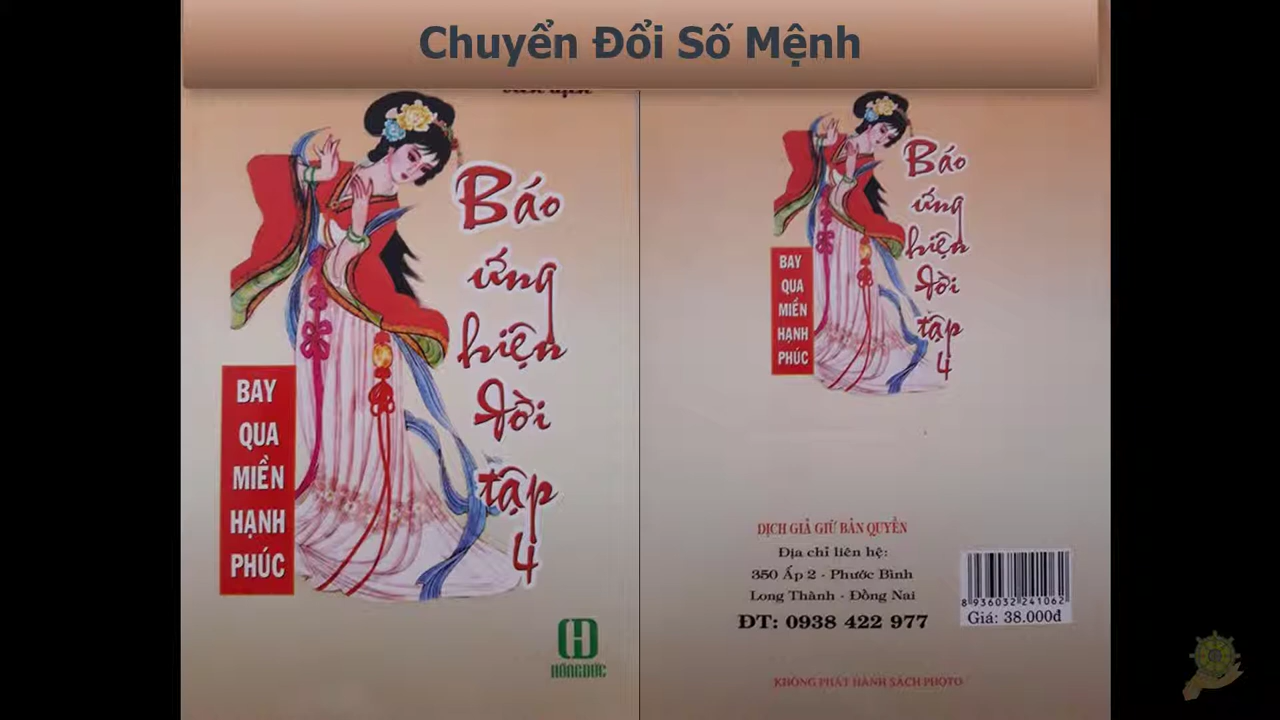 Chuyển Đổi Số Mệnh
Báo
ứng
hiện
đời
tập
4
BAY
QUA
MIỀN
HẠNH
PHÚC
HỒNG ĐỨC
Báo
ứng
hiện
đời
tập
4
BAY
QUA
MIỀN
HẠNH
PHÚC
DỊCH GIẢ GIỮ BẢN QUYỀN
Địa chỉ liên hệ:
350 Ấp 2 - Phước Bình
Long Thành - Đồng Nai
ĐT: 0938 422 977
8 936032 241062
Giá: 38.000đ
KHÔNG PHÁT HÀNH SÁCH PHOTO